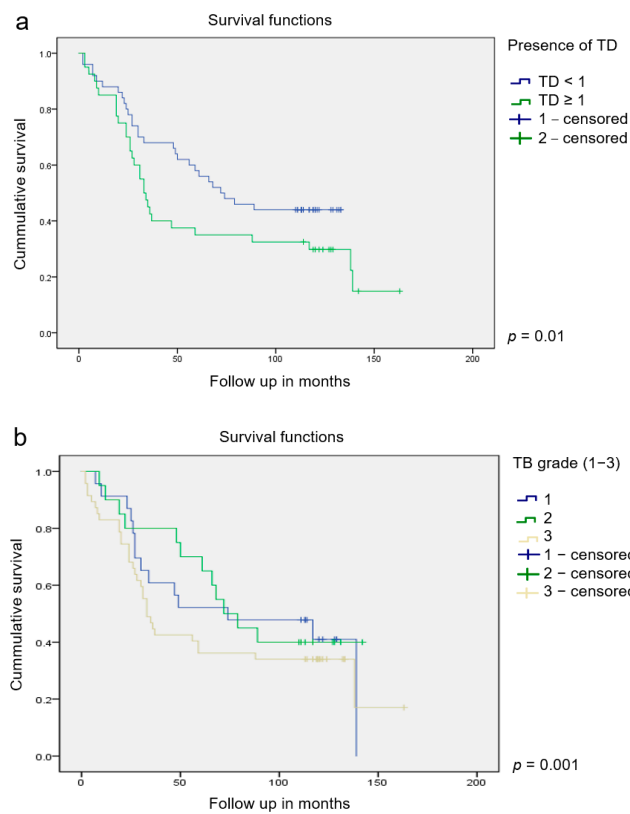 a
Survival functions
Presence of TD
TD < 1
TD ≥ 1
1 – censored
2 – censored
1.0
0.8
0.6
0.4
0.2
0.0
Cummulative survival
0 50 100 150 200
Follow up in months
p = 0.01
b
Survival functions
TB grade (1–3)
1
2
3
1 – censored
2 – censored
3 – censored
1.0
0.8
0.6
0.4
0.2
0.0
Cummulative survival
0 50 100 150 200
Follow up in months
p = 0.001